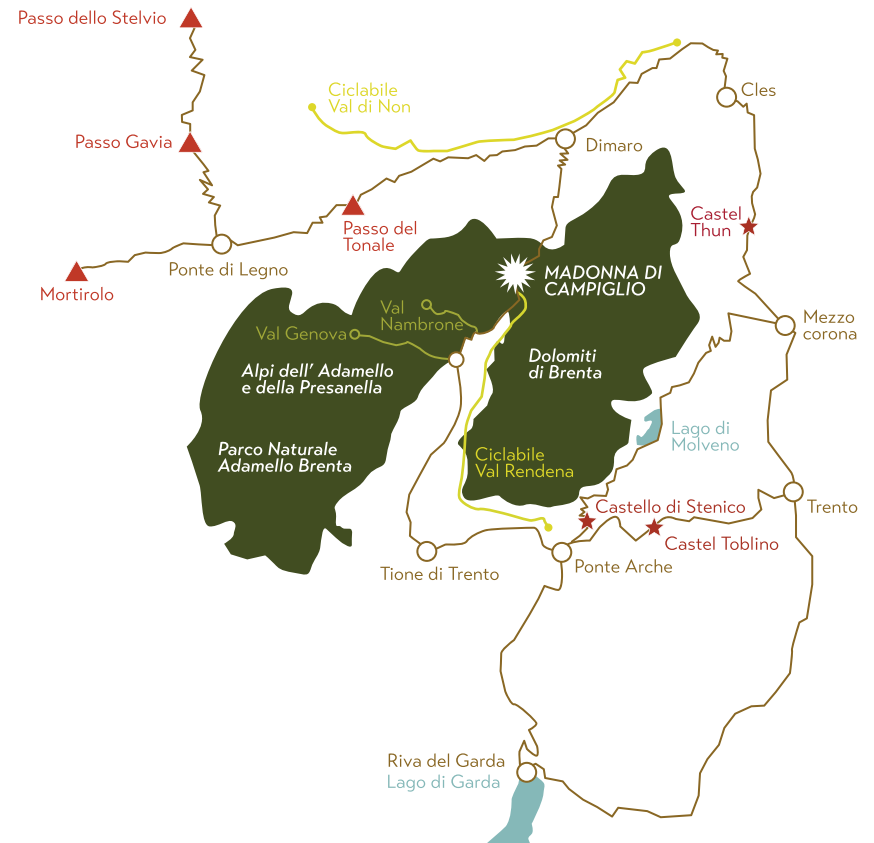 Passo dello Stelvio
Ciclabile
Val di Non
Cles
Passo Gavia
Dimaro
Castel
Thun
Passo del
Tonale
Ponte di Legno
Mortirolo
MADONNA DI
CAMPIGLIO
Val
Nambrone
Val Genova
Mezzo
corona
Dolomiti
di Brenta
Alpi dell' Adamello
e della Presanella
Lago di
Molveno
Parco Naturale
Adamello Brenta
Ciclabile
Val Rendena
Castello di Stenico
Trento
Castel Toblino
Tione di Trento
Ponte Arche
Riva del Garda
Lago di Garda